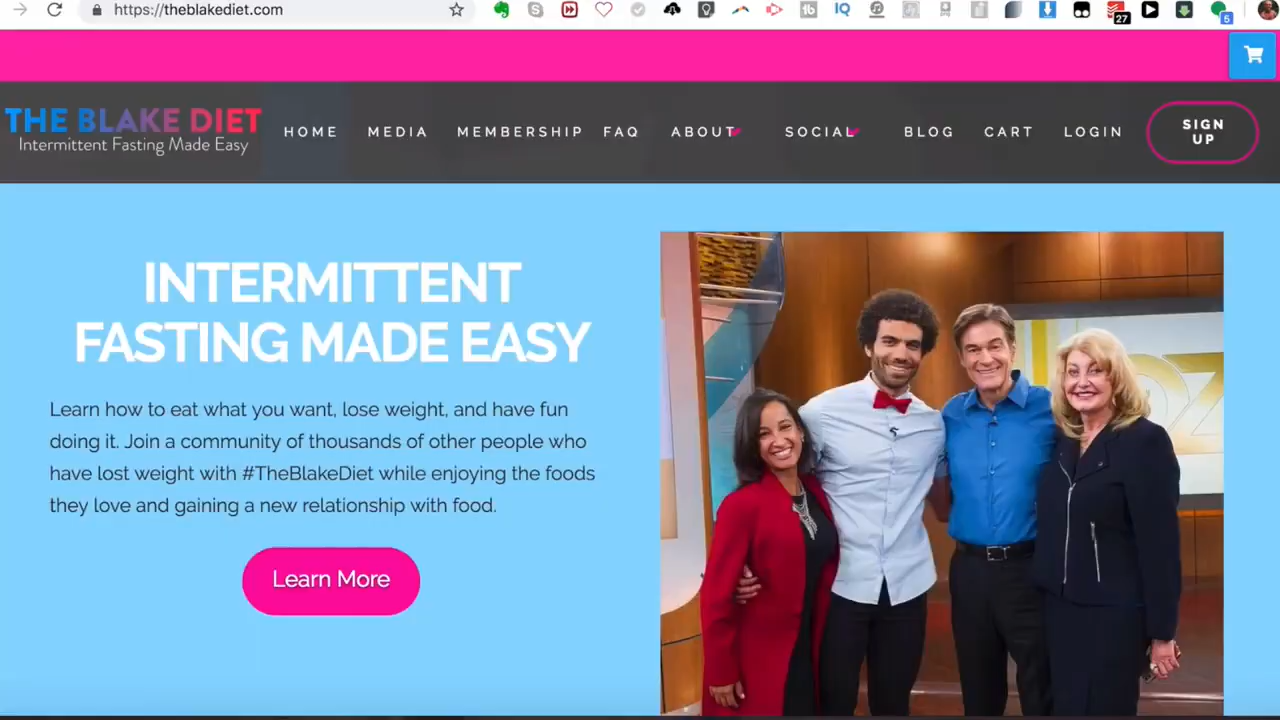 https://theblakediet.com
27
5
THE BLAKE DIET
Intermittent Fasting Made Easy
HOME MEDIA MEMBERSHIP FAQ ABOUT SOCIAL BLOG CART LOGIN
SIGN
UP
INTERMITTENT
FASTING MADE EASY
Learn how to eat what you want, lose weight, and have fun
doing it. Join a community of thousands of other people who
have lost weight with #TheBlakeDiet while enjoying the foods
they love and gaining a new relationship with food.
Learn More
OZ